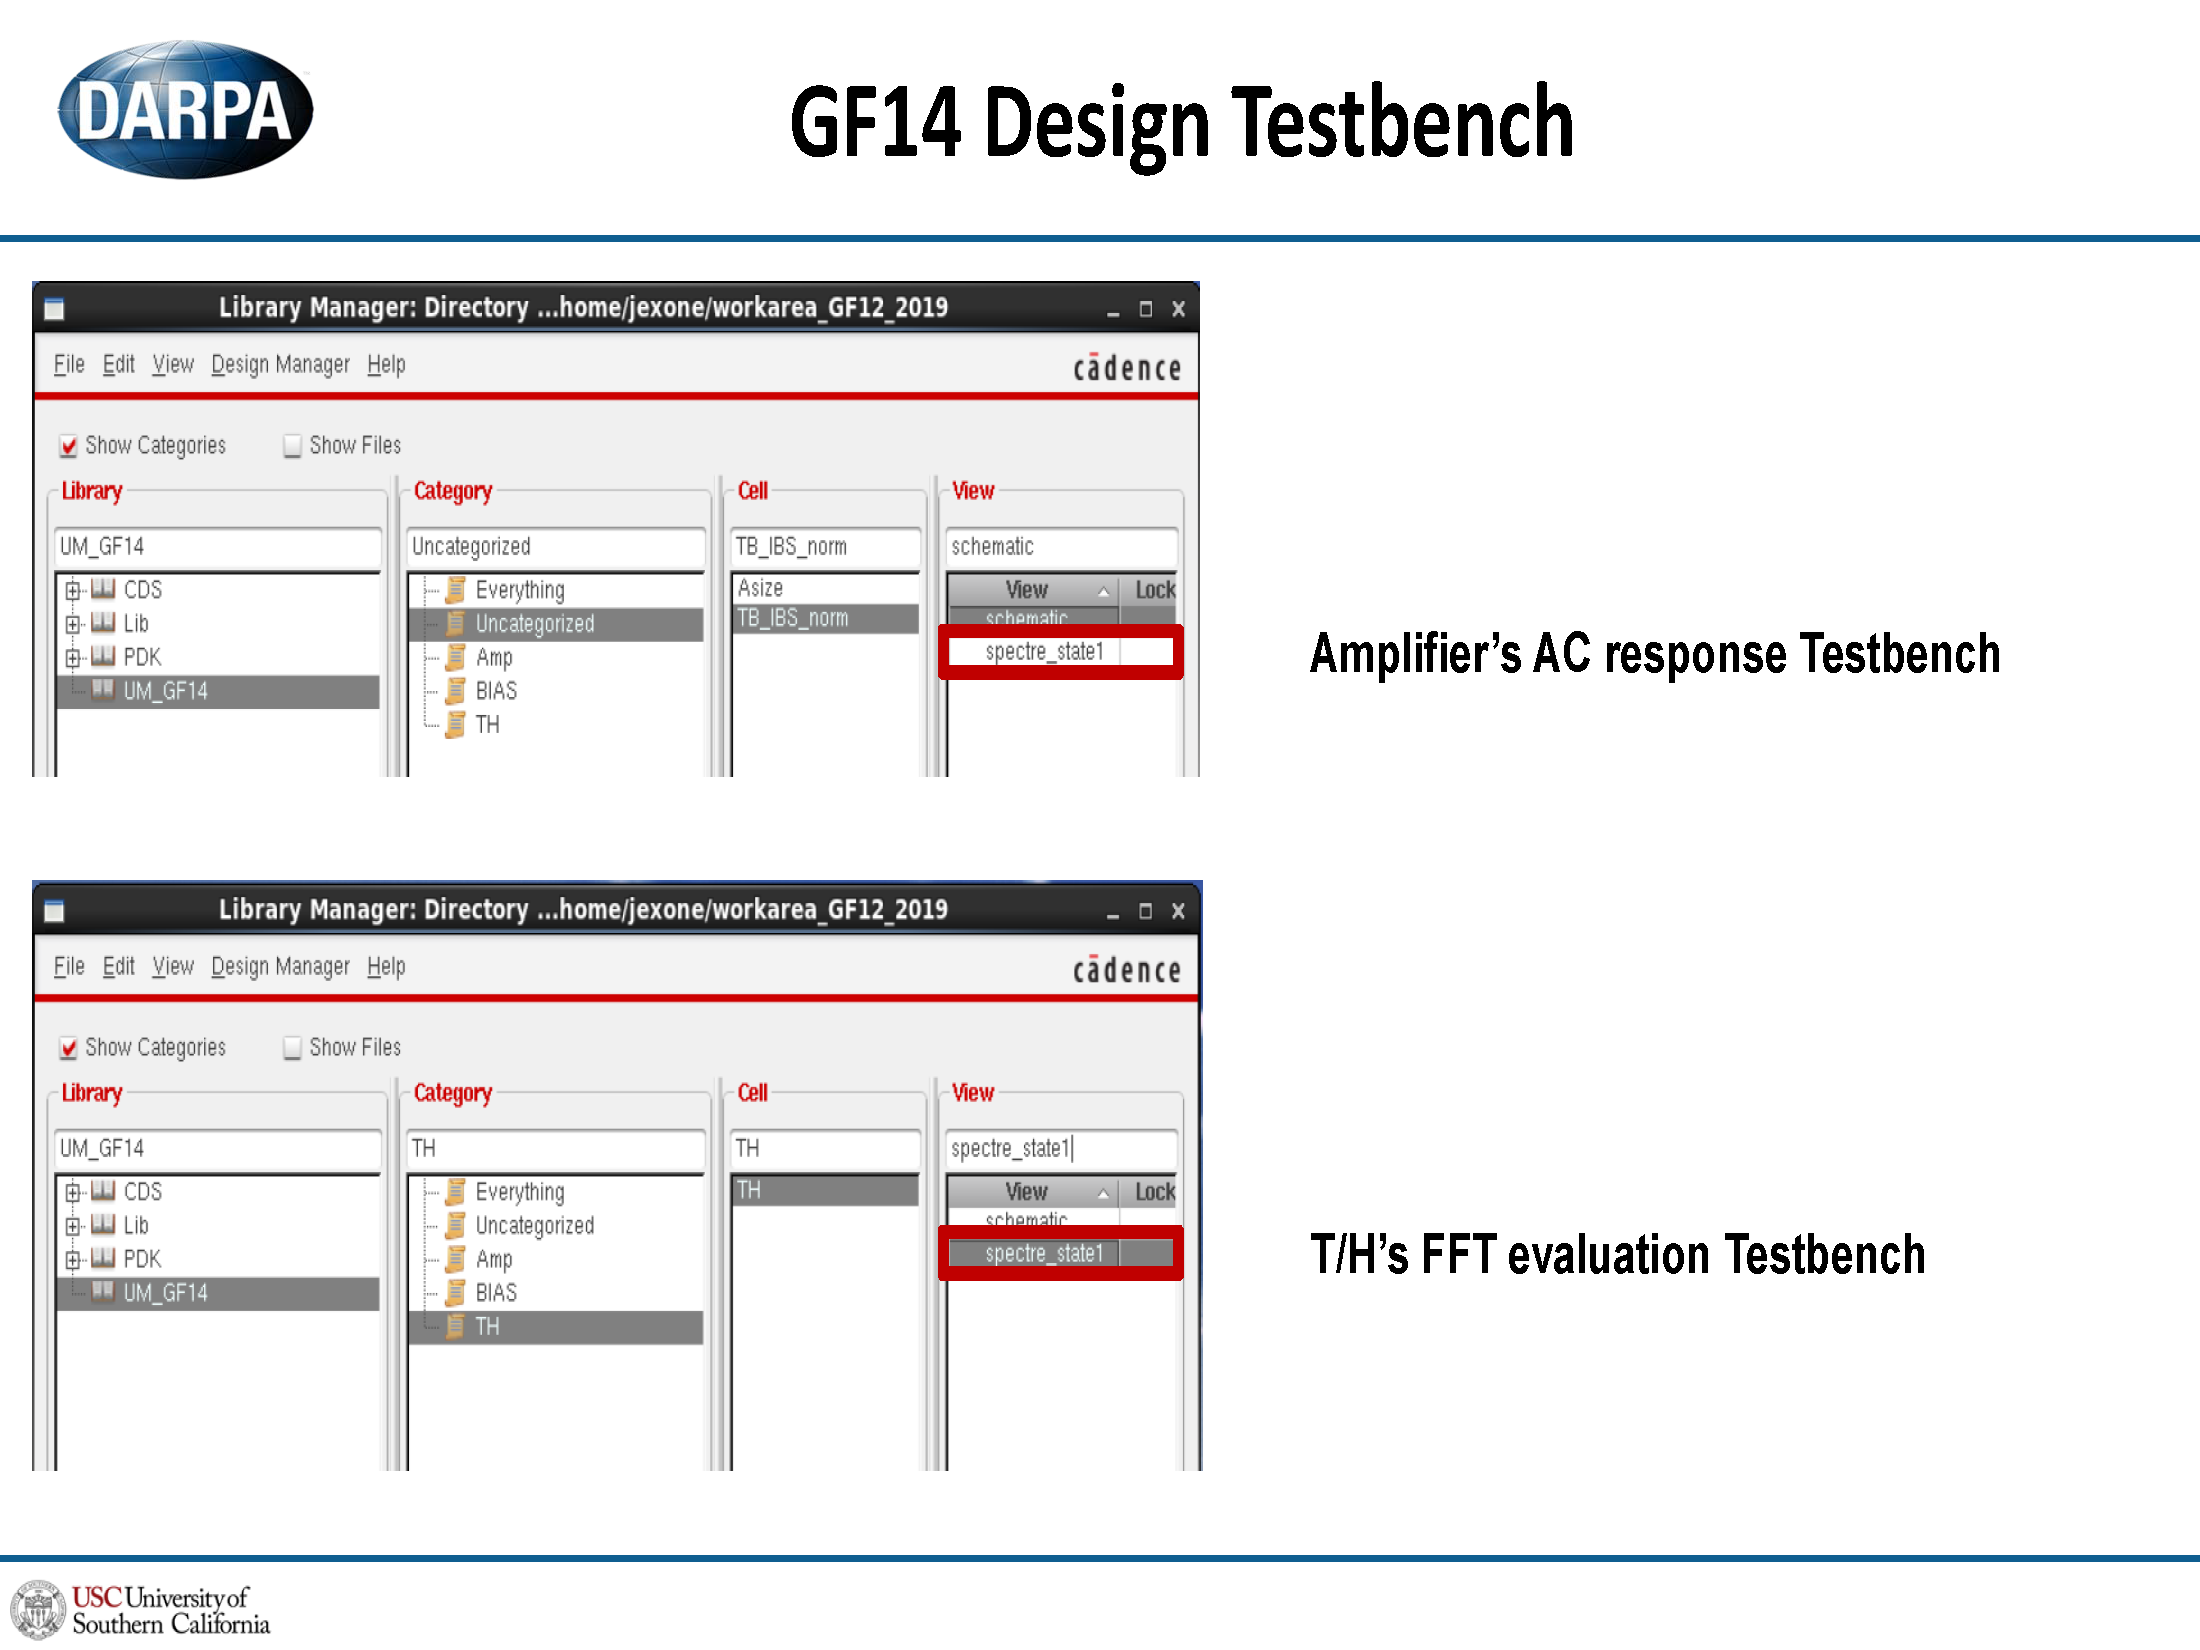 DARPA
GF14 Design Testbench
Library Manager: Directory ...home/jexone/workarea_GF12_2019
File Edit View Design Manager Help
cādence
Show Categories Show Files
Library Category Cell View
UM_GF14 Uncategorized TB_IBS_norm schematic
CDS Everything Asize View Lock
Lib Uncategorized TB_IBS_norm schematic
PDK Amp spectre_state1
UM_GF14 BIAS
TH
Amplifier’s AC response Testbench
Library Manager: Directory ...home/jexone/workarea_GF12_2019
File Edit View Design Manager Help
cādence
Show Categories Show Files
Library Category Cell View
UM_GF14 TH TH spectre_state1
CDS Everything TH View Lock
Lib Uncategorized schematic
PDK Amp spectre_state1
UM_GF14 BIAS
TH
T/H’s FFT evaluation Testbench
USC University of
Southern California